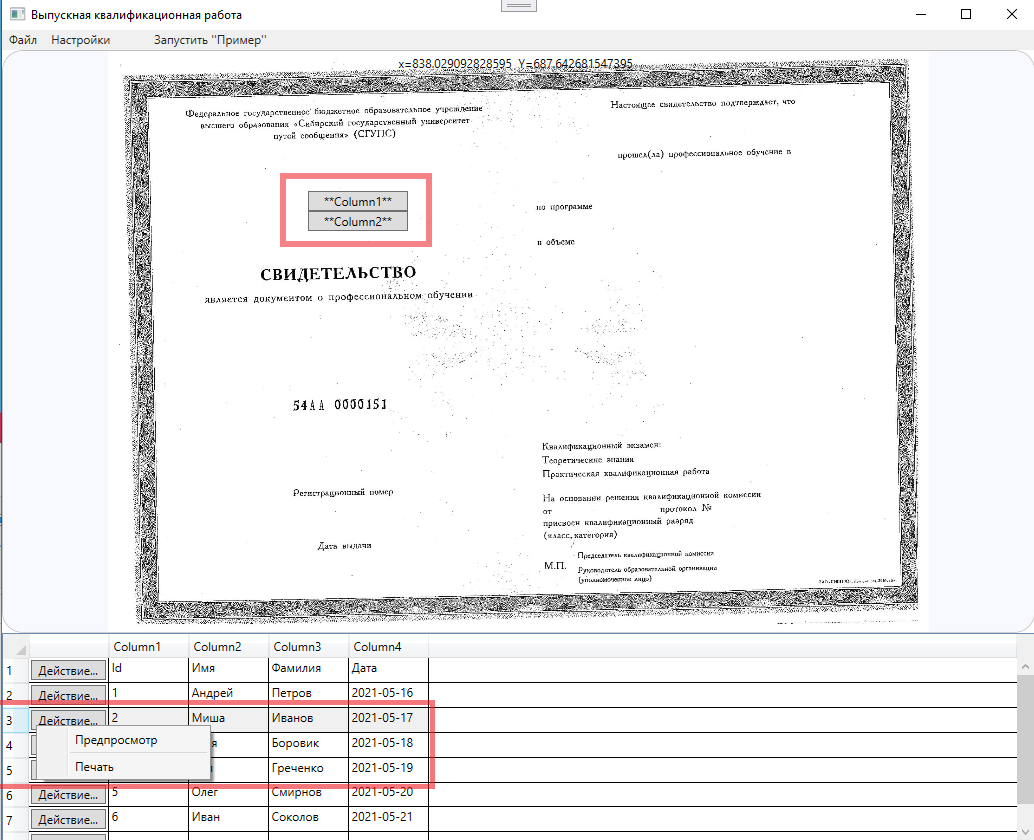 Выпускная квалификационная работа
Файл Настройки Запустить "Пример"
x=838.029092828595 Y=687.642681547395
Федеральное государственное бюджетное образовательное учреждение
высшего образования «Сибирский государственный университет
путей сообщения» (СГУПС)
**Column1**
**Column2**
СВИДЕТЕЛЬСТВО
является документом о профессиональном обучении
54АА 0000151
Регистрационный номер
Дата выдачи
Настоящее свидетельство подтверждает, что
прошел(ла) профессиональное обучение в
по программе
в объеме
Квалификационный экзамен:
Теоретические знания
Практическая квалификационная работа
На основании решения квалификационной комиссии
от протокол №
присвоен квалификационный разряд
(класс, категория)
Председатель квалификационной комиссии
М.П.
Руководитель образовательной организации
(уполномоченное лицо)
Column1 Column2 Column3 Column4
1 Действие... Id Имя Фамилия Дата
2 Действие... 1 Андрей Петров 2021-05-16
3 Действие... 2 Миша Иванов 2021-05-17
4 я Боровик 2021-05-18
5 Греченко 2021-05-19
Предпросмотр
Печать
6 Действие... 5 Олег Смирнов 2021-05-20
7 Действие... 6 Иван Соколов 2021-05-21